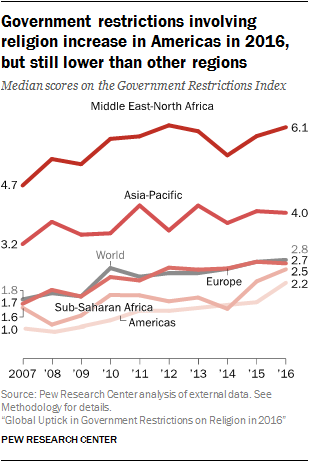 Government restrictions involving
religion increase in Americas in 2016,
but still lower than other regions
Median scores on the Government Restrictions Index
Middle East-North Africa
6.1
4.7
Asia-Pacific
4.0
3.2
World
2.8
1.8
2.7
1.7
Europe
2.5
1.6
Sub-Saharan Africa
2.2
1.0
Americas
2007 '08 '09 '10 '11 '12 '13 '14 '15 '16
Source: Pew Research Center analysis of external data. See
Methodology for details.
“Global Uptick in Government Restrictions on Religion in 2016”
PEW RESEARCH CENTER